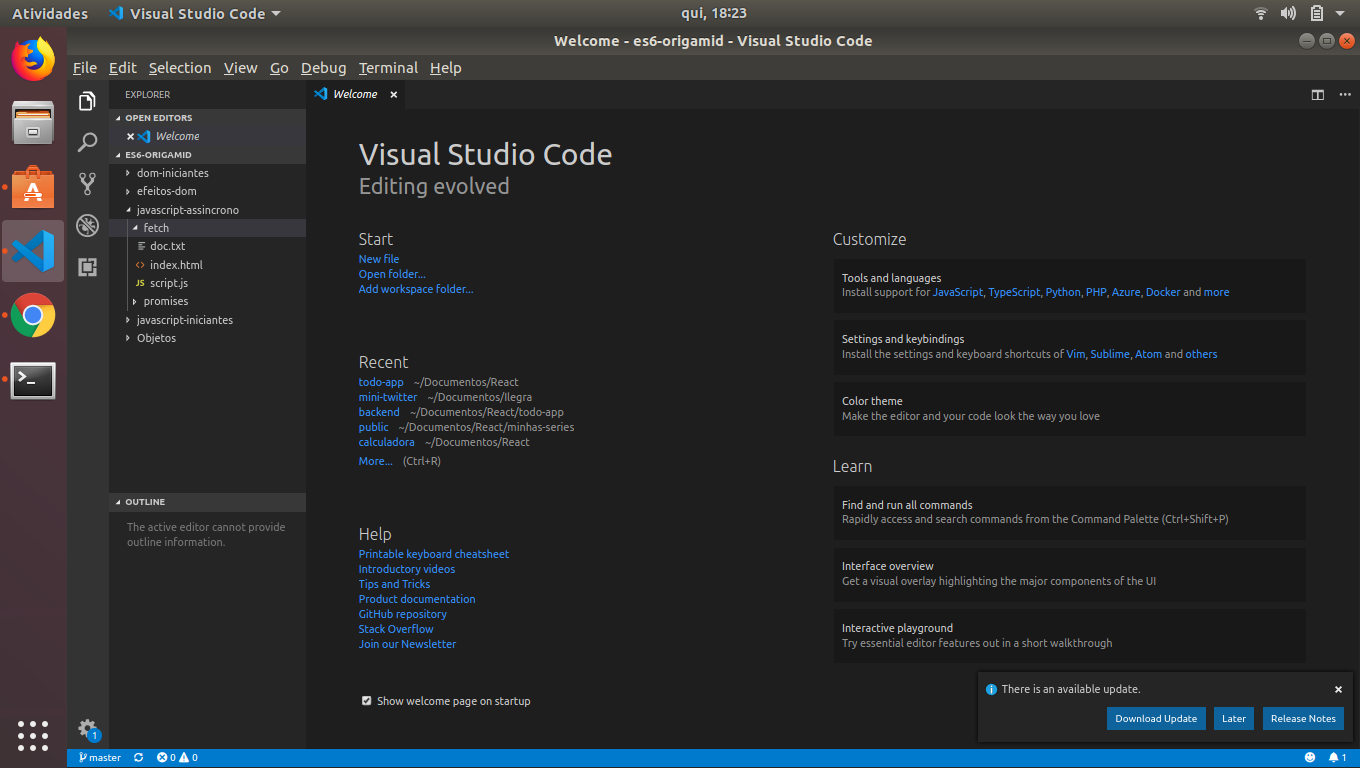 Atividades Visual Studio Code qui, 18:23
Welcome - es6-origamid - Visual Studio Code
File Edit Selection View Go Debug Terminal Help
EXPLORER
OPEN EDITORS
Welcome
ES6-ORIGAMID
dom-iniciantes
efeitos-dom
javascript-assincrono
fetch
doc.txt
<> index.html
JS script.js
promises
javascript-iniciantes
Objetos
OUTLINE
The active editor cannot provide
outline information.
Welcome
Visual Studio Code
Editing evolved
Start
New file
Open folder...
Add workspace folder...
Recent
todo-app ~/Documentos/React
mini-twitter ~/Documentos/Ilegra
backend ~/Documentos/React/todo-app
public ~/Documentos/React/minhas-series
calculadora ~/Documentos/React
More... (Ctrl+R)
Help
Printable keyboard cheatsheet
Introductory videos
Tips and Tricks
Product documentation
GitHub repository
Stack Overflow
Join our Newsletter
Show welcome page on startup
Customize
Tools and languages
Install support for JavaScript, TypeScript, Python, PHP, Azure, Docker and more
Settings and keybindings
Install the settings and keyboard shortcuts of Vim, Sublime, Atom and others
Color theme
Make the editor and your code look the way you love
Learn
Find and run all commands
Rapidly access and search commands from the Command Palette (Ctrl+Shift+P)
Interface overview
Get a visual overlay highlighting the major components of the UI
Interactive playground
Try essential editor features out in a short walkthrough
There is an available update.
Download Update Later Release Notes
1
master 0 0 1